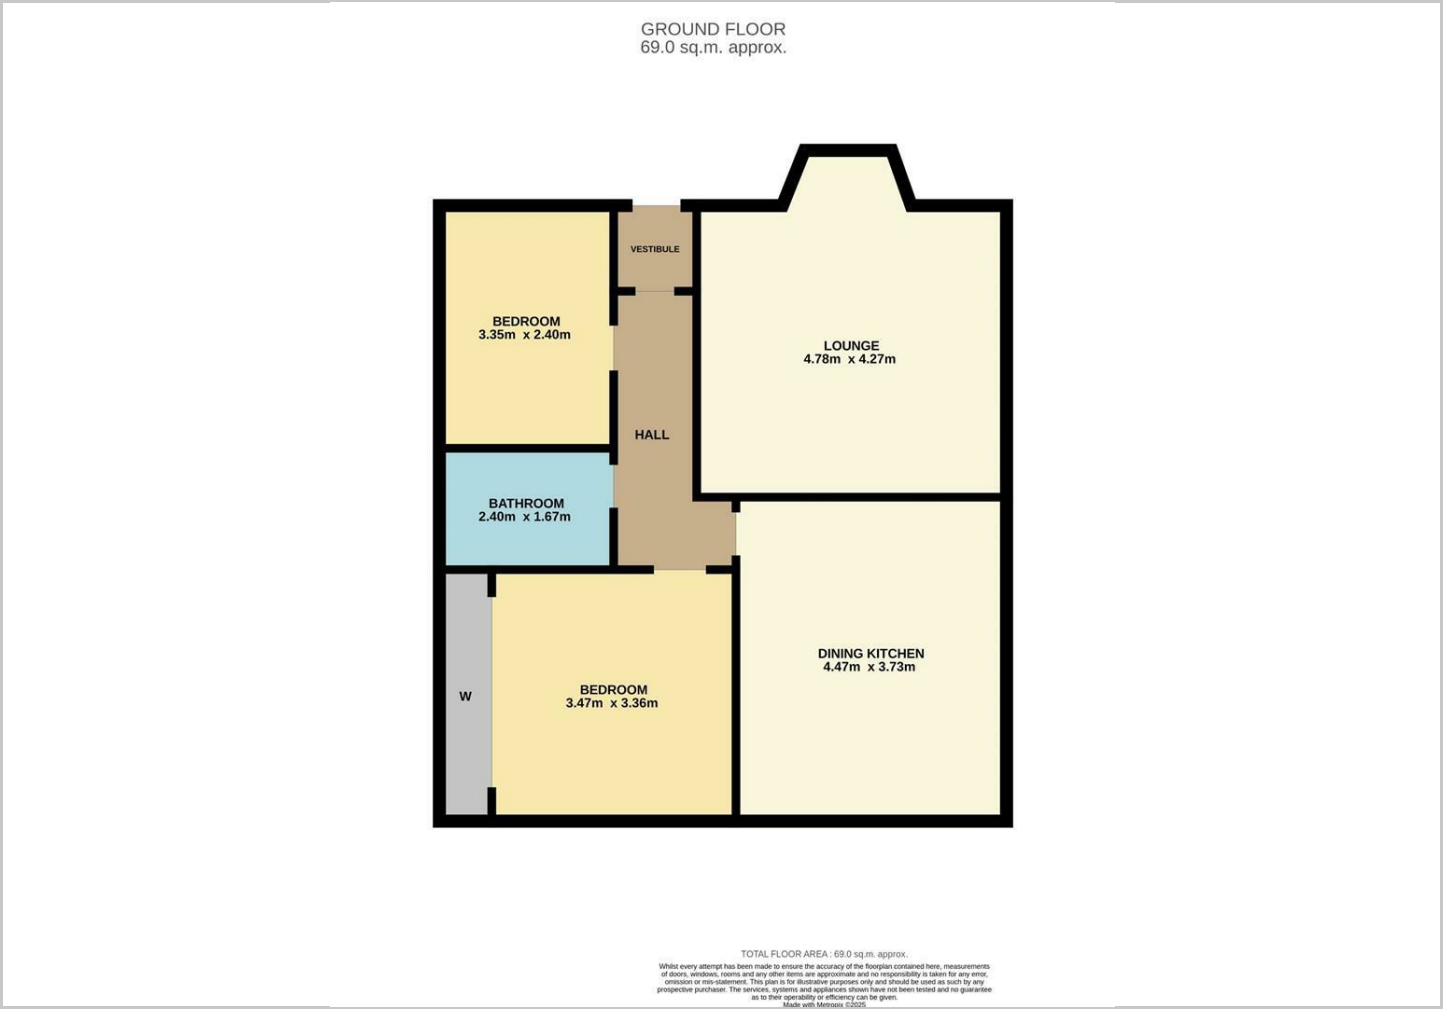 GROUND FLOOR
69.0 sq.m. approx.
VESTIBULE
BEDROOM
3.35m x 2.40m
LOUNGE
4.78m x 4.27m
HALL
BATHROOM
2.40m x 1.67m
DINING KITCHEN
4.47m x 3.73m
BEDROOM
3.47m x 3.36m
W
TOTAL FLOOR AREA : 69.0 sq.m. approx.
Whilst every attempt has been made to ensure the accuracy of the floorplan contained here, measurements
of doors, windows, rooms and any other items are approximate and no responsibility is taken for any error,
omission or mis-statement. This plan is for illustrative purposes only and should be used as such by any
prospective purchaser. The services, systems and appliances shown have not been tested and no guarantee
as to their operability or efficiency can be given.
Made with Metropix ©2025